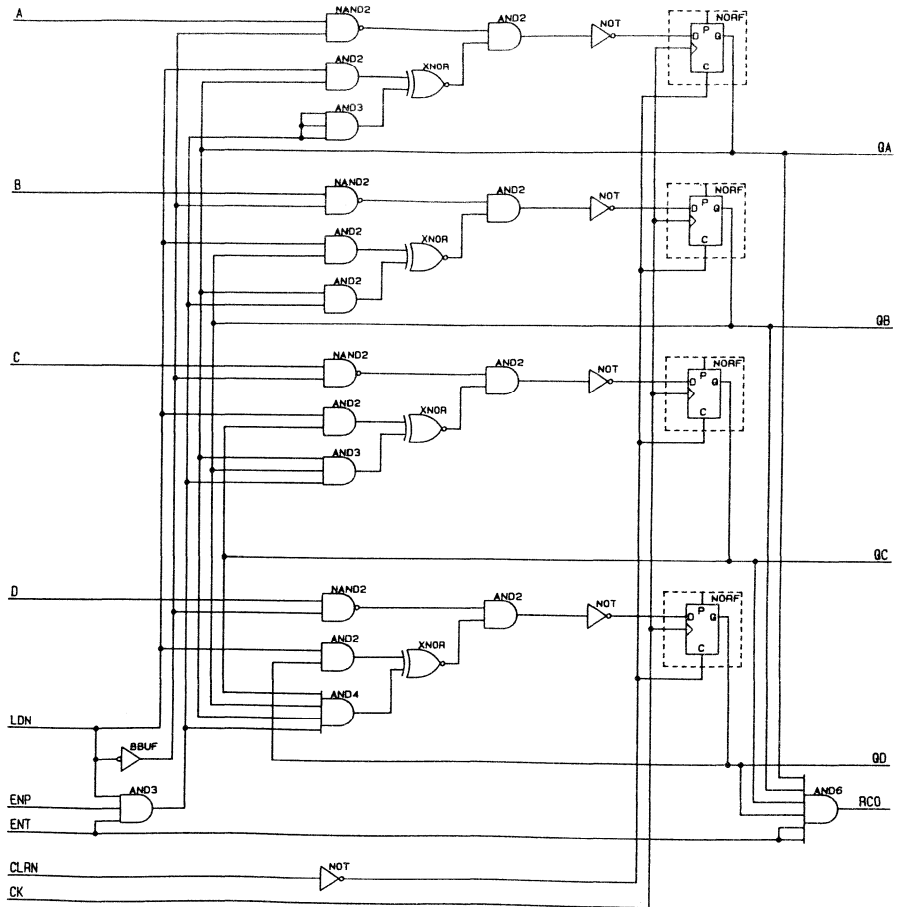 A
NAND2
AND2
NOT
NORF
P
D
Q
C
AND2
XNOR
AND3
QA
B
NAND2
AND2
NOT
NORF
P
D
Q
C
AND2
XNOR
AND2
QB
C
NAND2
AND2
NOT
NORF
P
D
Q
C
AND2
XNOR
AND3
QC
D
NAND2
AND2
NOT
NORF
P
D
Q
C
AND2
XNOR
AND4
LDN
BBUF
QD
AND3
AND6
ENP
RCO
ENT
CLRN
NOT
CK